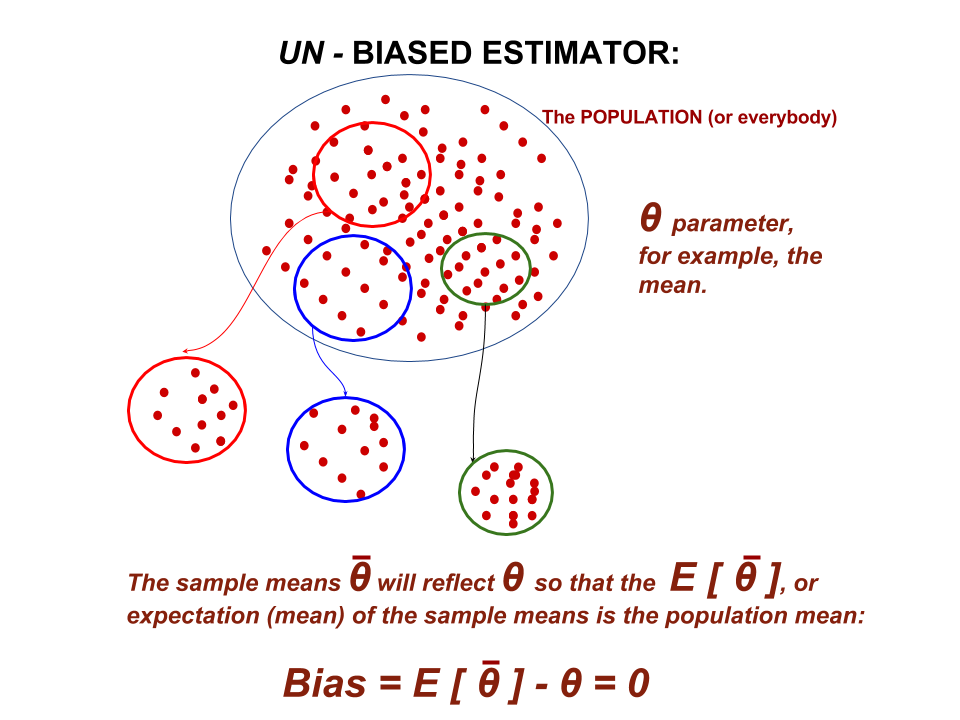 UN - BIASED ESTIMATOR:
The POPULATION (or everybody)
θ parameter,
for example, the
mean.
The sample means θ̄ will reflect θ so that the E [ θ̄ ], or
expectation (mean) of the sample means is the population mean:
Bias = E [ θ̄ ] - θ = 0